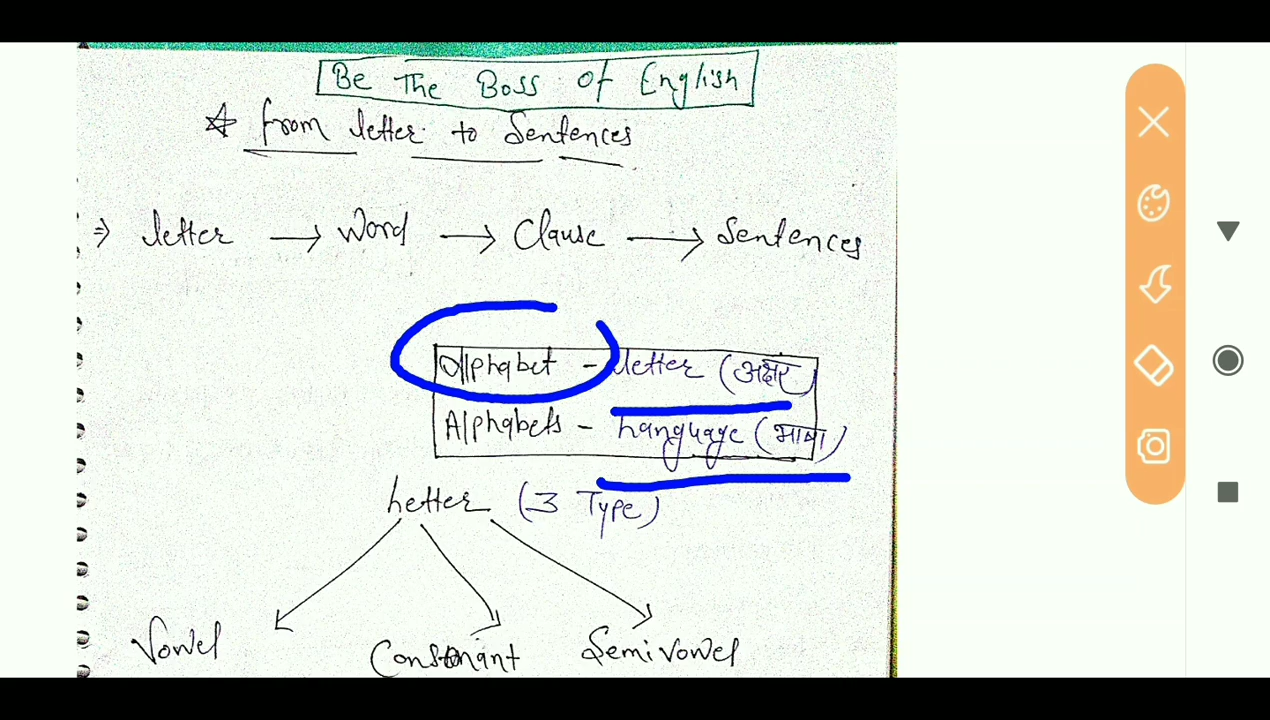 Be The Boss of English
☆ from letter to Sentences
⇒ letter → Word → Clause → Sentences
Alphabet - letter (अक्षर)
Alphabets - Language (भाषा)
Letter (3 Type)
Vowel Consonant Semivowel